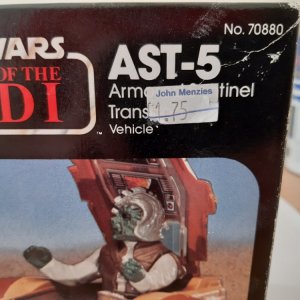 No. 70880
WARS
OF THE
DI
AST-5
Arm tinel
Trans
Vehicle
John Menzies
£1.75